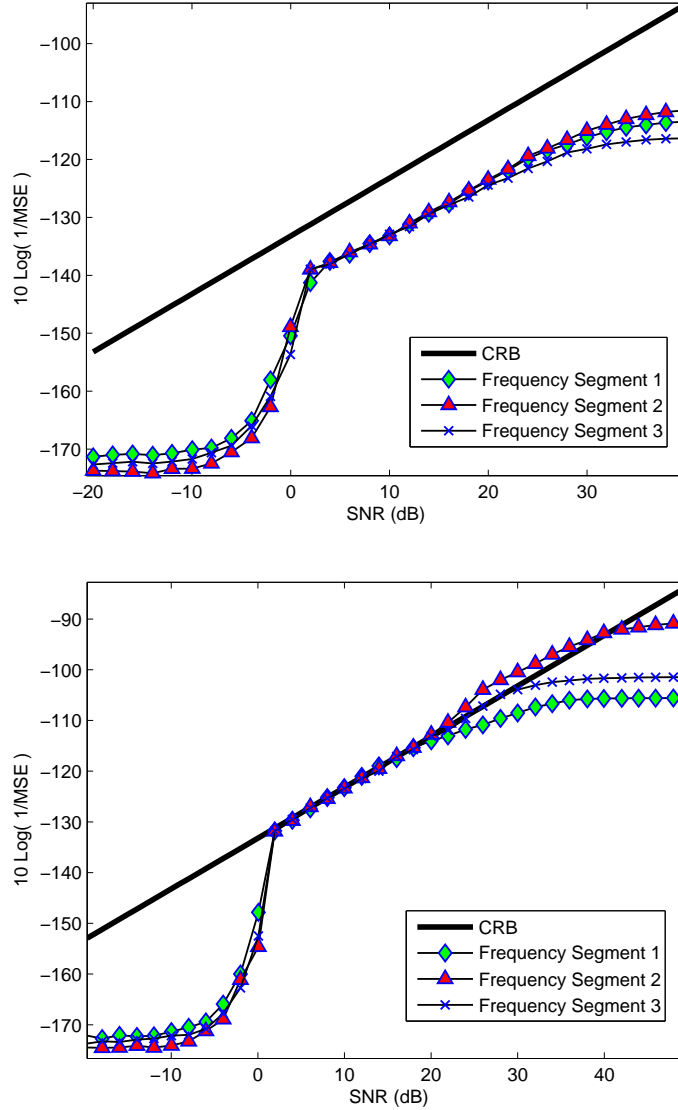 −100
−110
−120
−130
−140
−150
−160
−170
10 Log( 1/MSE )
CRB
Frequency Segment 1
Frequency Segment 2
Frequency Segment 3
−20 −10 0 10 20 30
SNR (dB)
−90
−100
−110
−120
−130
−140
−150
−160
−170
10 Log( 1/MSE )
CRB
Frequency Segment 1
Frequency Segment 2
Frequency Segment 3
−10 0 10 20 30 40
SNR (dB)